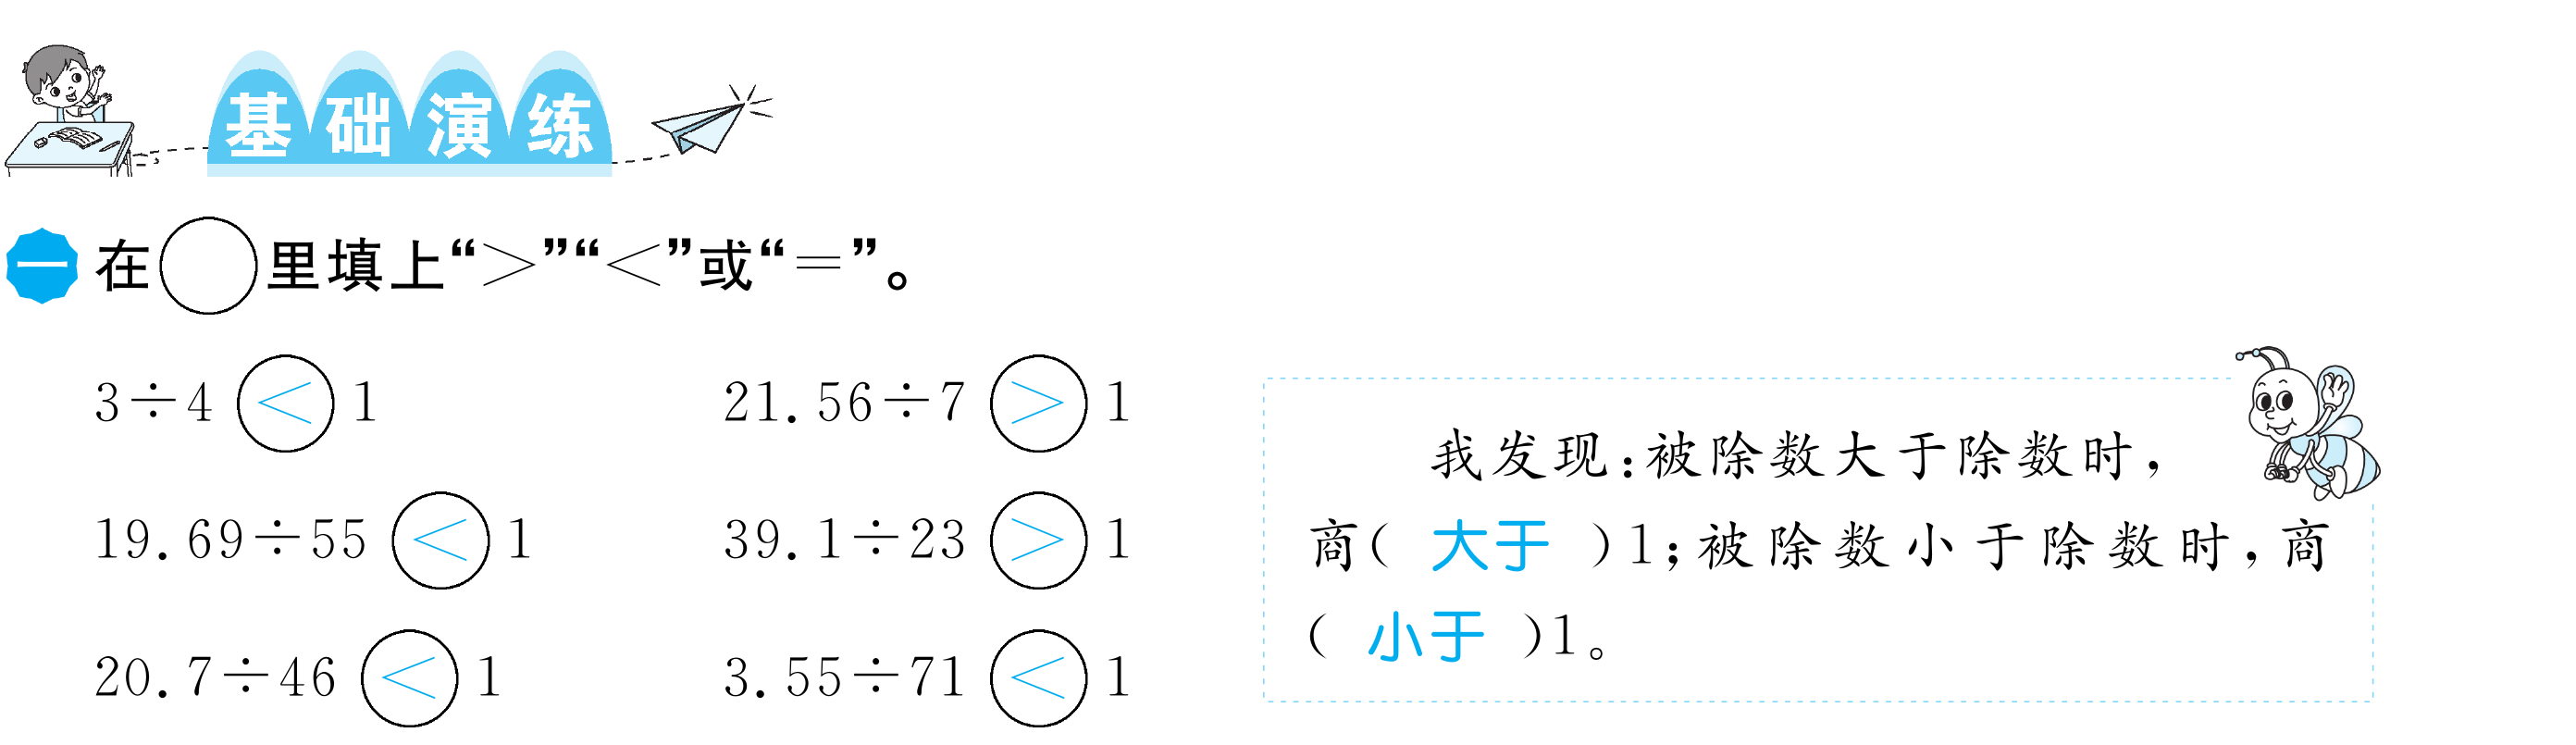 基础演练
一 在○里填上“>”“<”或“=”。
3÷4 < 1
21.56÷7 > 1
19.69÷55 < 1
39.1÷23 > 1
20.7÷46 < 1
3.55÷71 < 1
我发现:被除数大于除数时,
商( 大于 )1;被除数小于除数时,商
( 小于 )1。